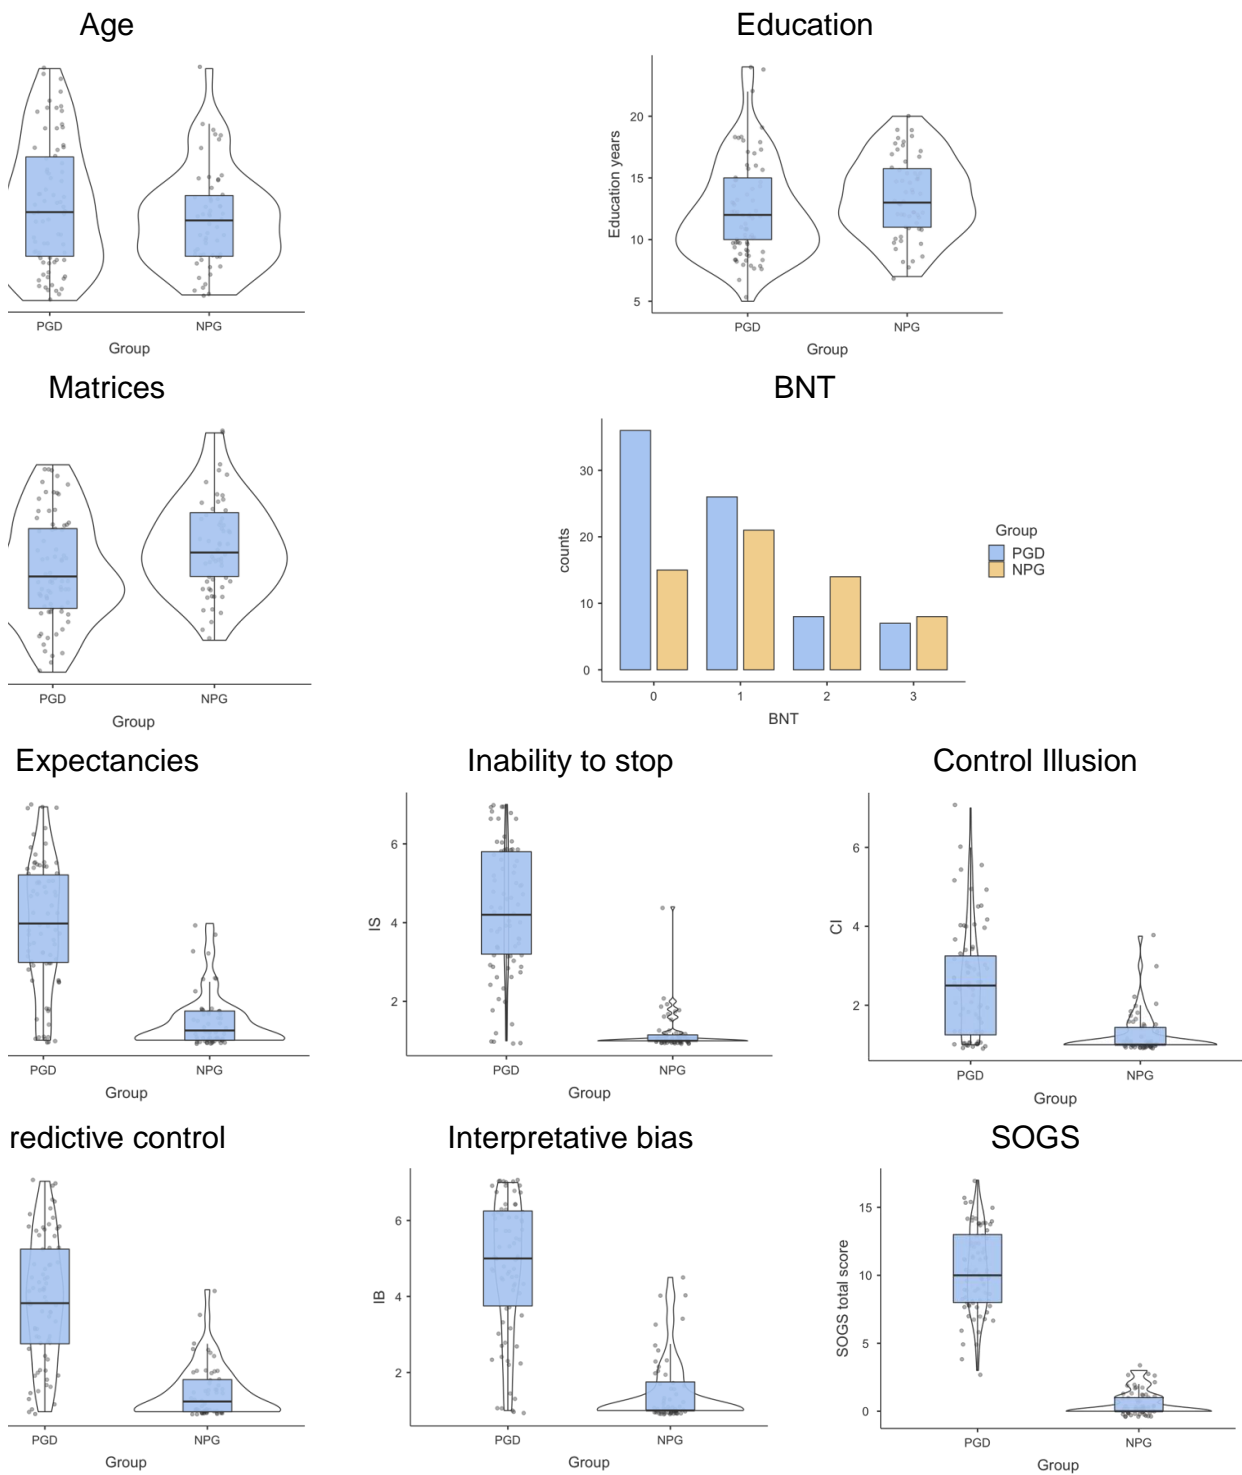 Age
PGD
NPG
Group
Education
Education years
20
15
10
5
PGD
NPG
Group
Matrices
PGD
NPG
Group
BNT
counts
30
20
10
0
0
1
2
3
BNT
Group
PGD
NPG
Expectancies
PGD
NPG
Group
Inability to stop
IS
6
4
2
PGD
NPG
Group
Control Illusion
CI
6
4
2
PGD
NPG
Group
redictive control
PGD
NPG
Group
Interpretative bias
IB
6
4
2
PGD
NPG
Group
SOGS
SOGS total score
15
10
5
0
PGD
NPG
Group